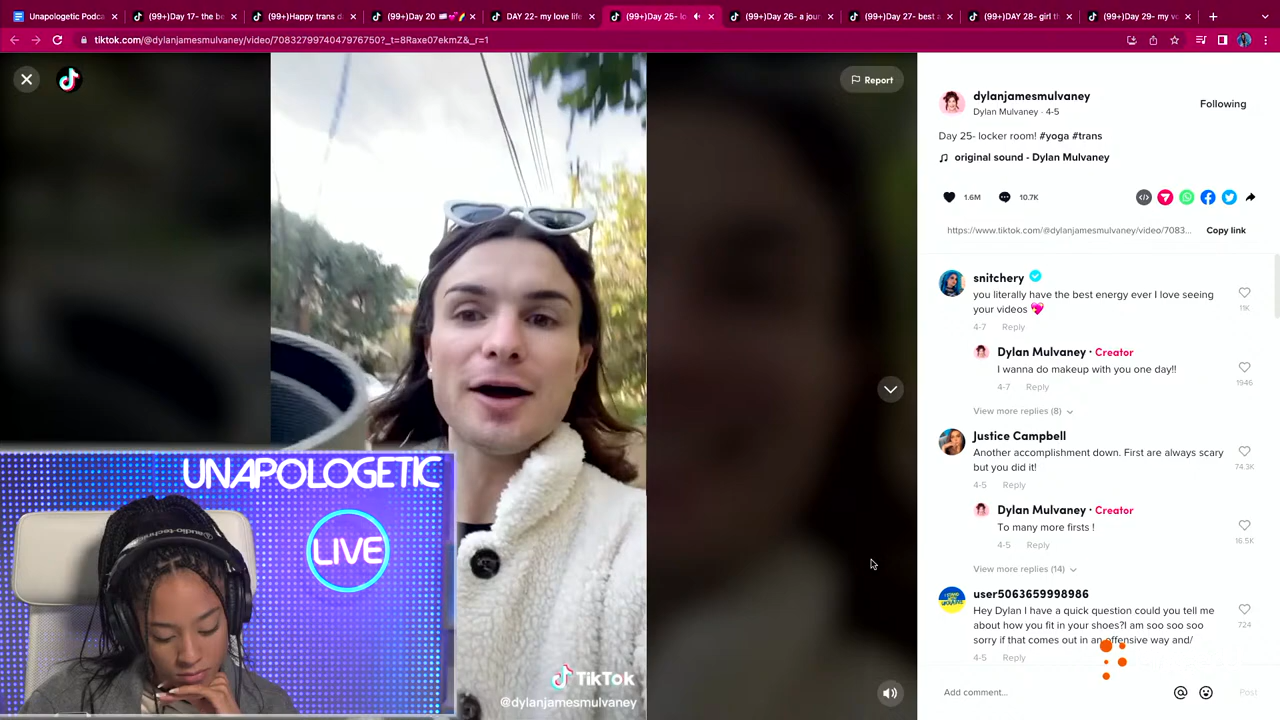 Unapologetic Podca
(99+)Day 17- the be
(99+)Happy trans d
(99+)Day 20
DAY 22- my love life
(99+)Day 25- lo
(99+)Day 26- a jour
(99+)Day 27- best a
(99+)DAY 28- girl th
(99+)Day 29- my vo
tiktok.com/@dylanjamesmulvaney/video/7083279974047976750?_t=8Raxe07ekmZ&_r=1
Report
dylanjamesmulvaney
Dylan Mulvaney · 4-5
Following
Day 25- locker room! #yoga #trans
original sound - Dylan Mulvaney
1.6M
10.7K
https://www.tiktok.com/@dylanjamesmulvaney/video/7083...
Copy link
snitchery
you literally have the best energy ever I love seeing
your videos 💖
11K
4-7 Reply
Dylan Mulvaney · Creator
I wanna do makeup with you one day!!
1946
4-7 Reply
View more replies (8)
Justice Campbell
Another accomplishment down. First are always scary
but you did it!
74.3K
4-5 Reply
Dylan Mulvaney · Creator
To many more firsts !
16.5K
4-5 Reply
View more replies (14)
user5063659998986
Hey Dylan I have a quick question could you tell me
about how you fit in your shoes?I am soo soo soo
sorry if that comes out in an offensive way and/
724
4-5 Reply
Add comment...
Post
UNAPOLOGETIC
LIVE
audio-technica
TikTok
@dylanjamesmulvaney